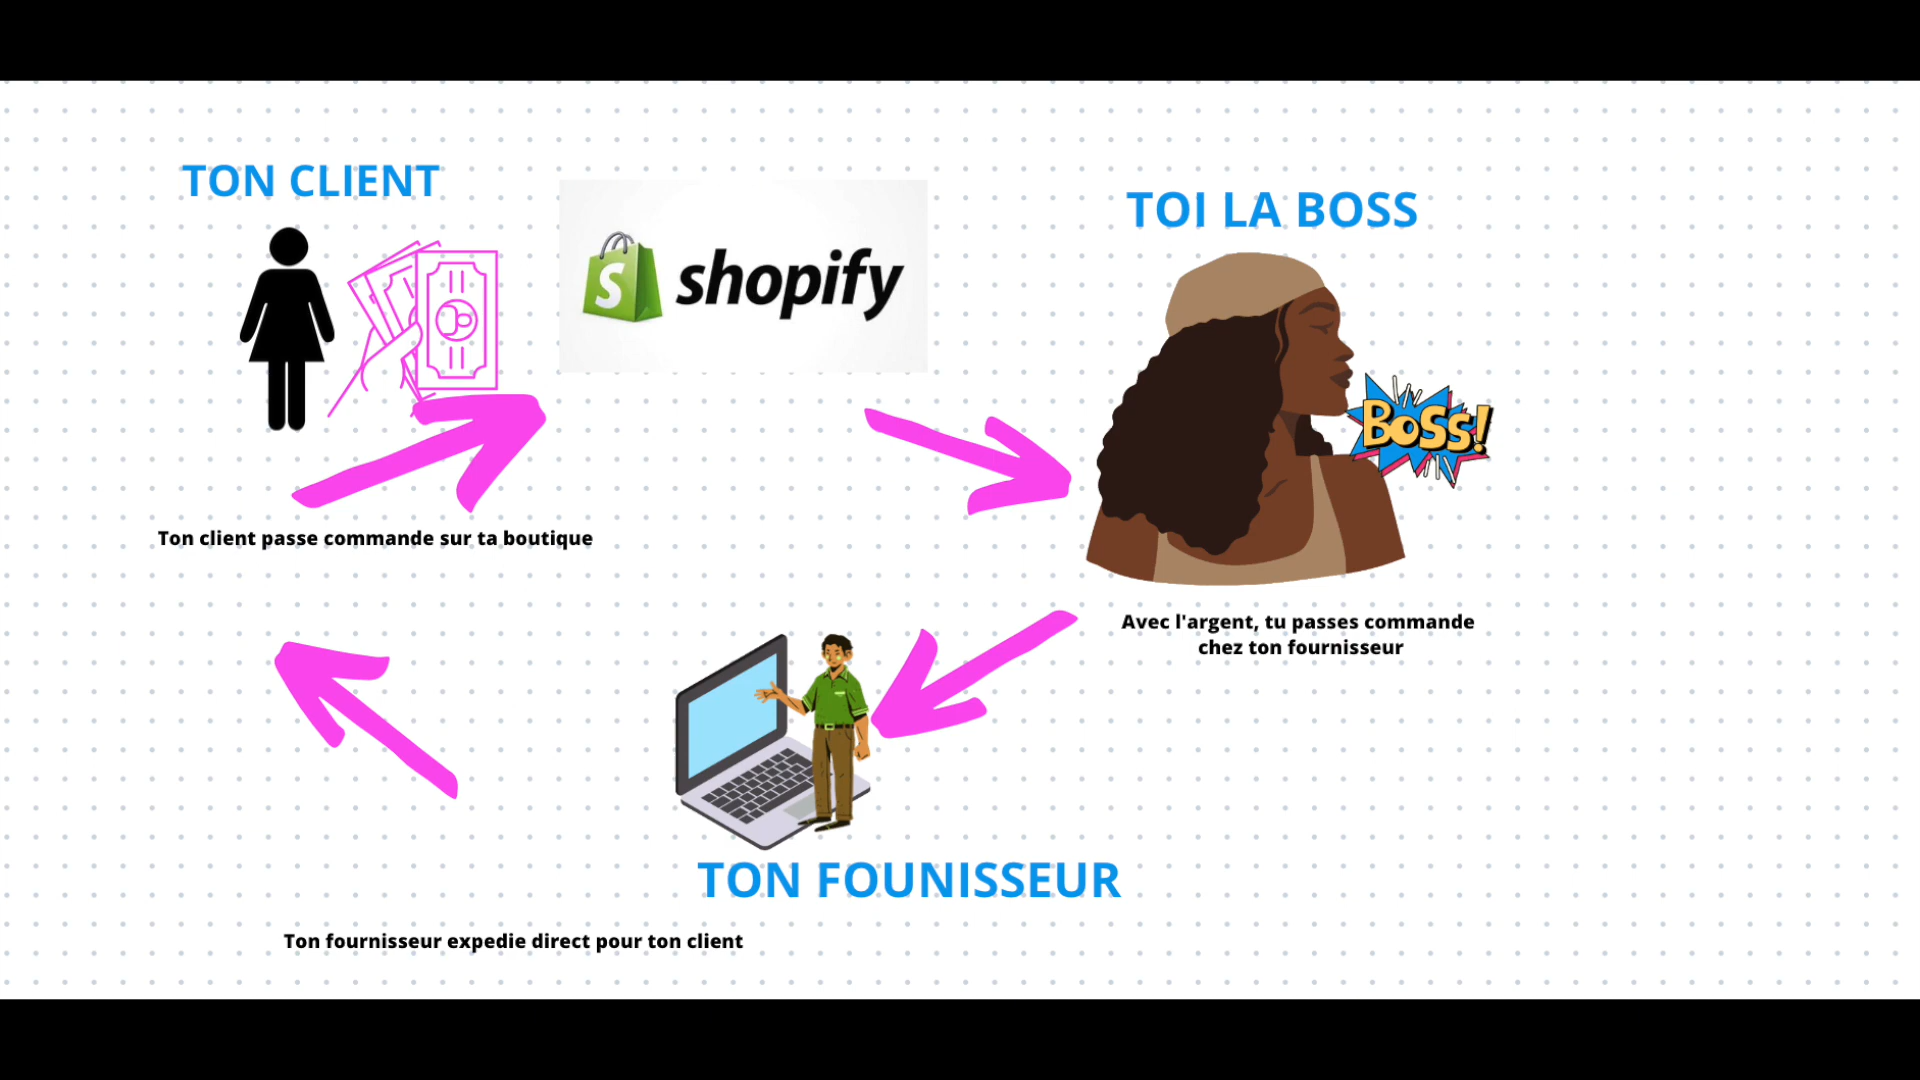 TON CLIENT
shopify
TOI LA BOSS
BOSS!
Ton client passe commande sur ta boutique
Avec l'argent, tu passes commande
chez ton fournisseur
TON FOUNISSEUR
Ton fournisseur expedie direct pour ton client